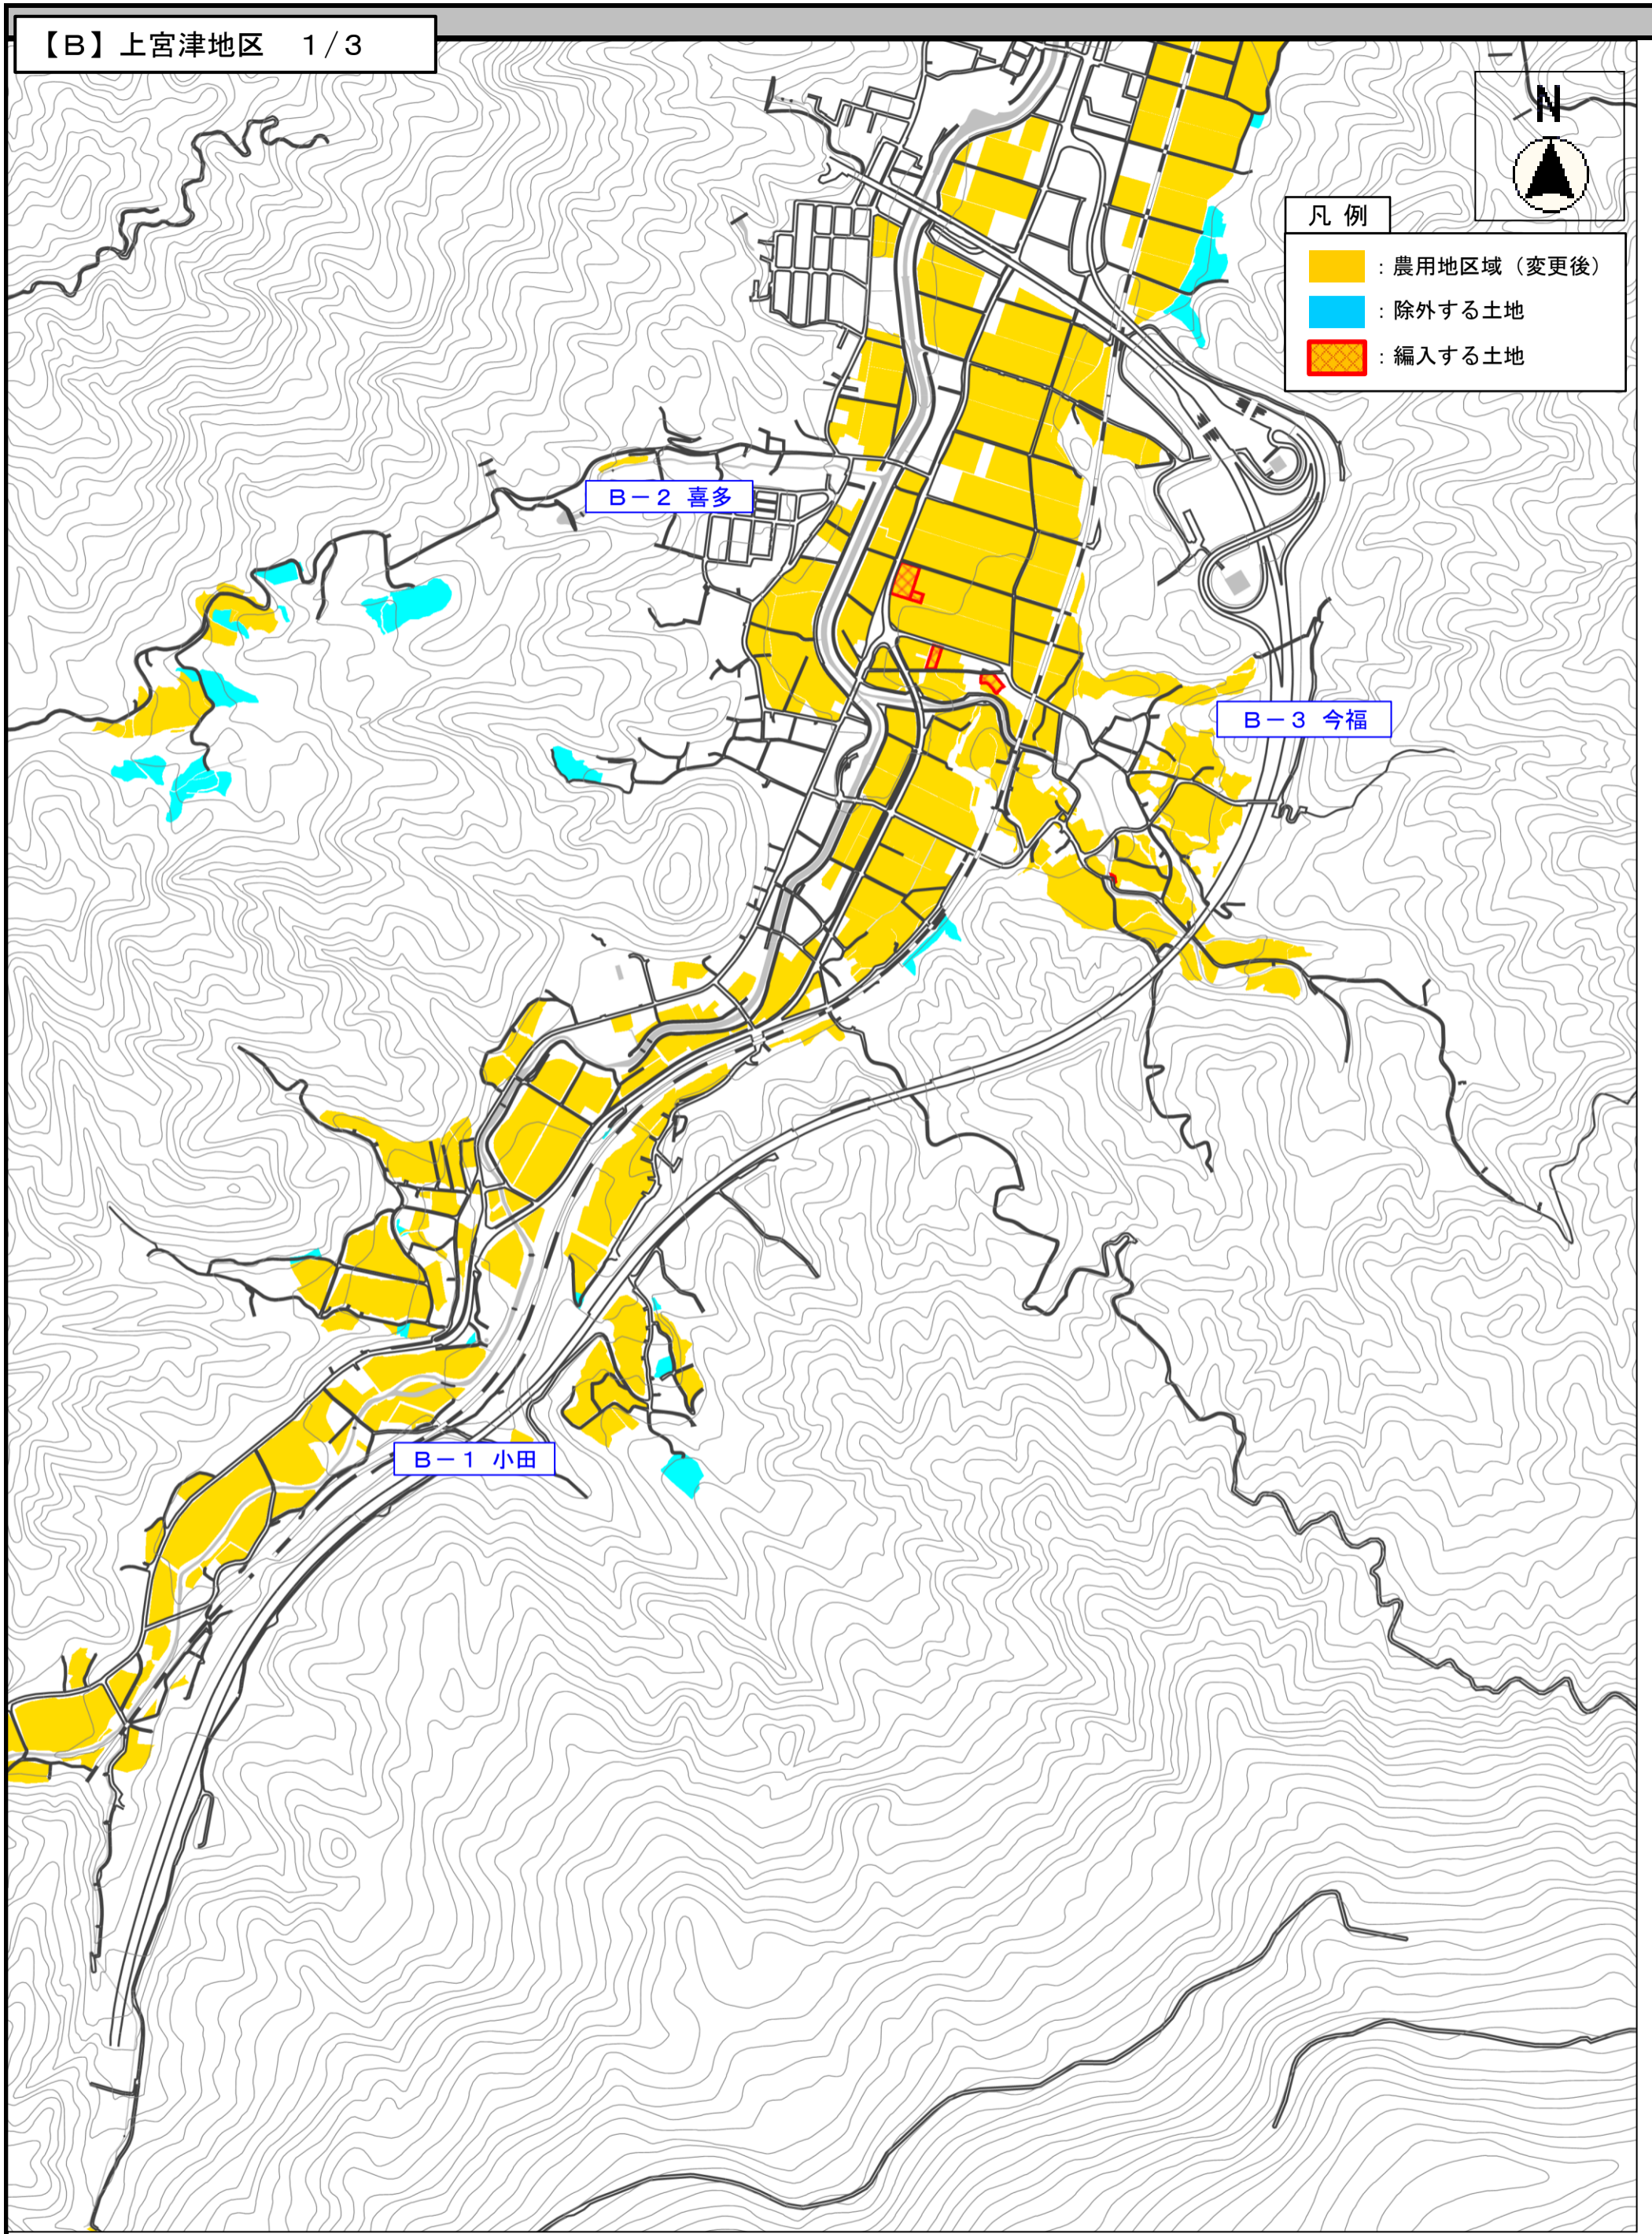 【B】上宮津地区　1/3
N
凡 例
：農用地区域（変更後）
：除外する土地
：編入する土地
B－2 喜多
B－3 今福
B－1 小田